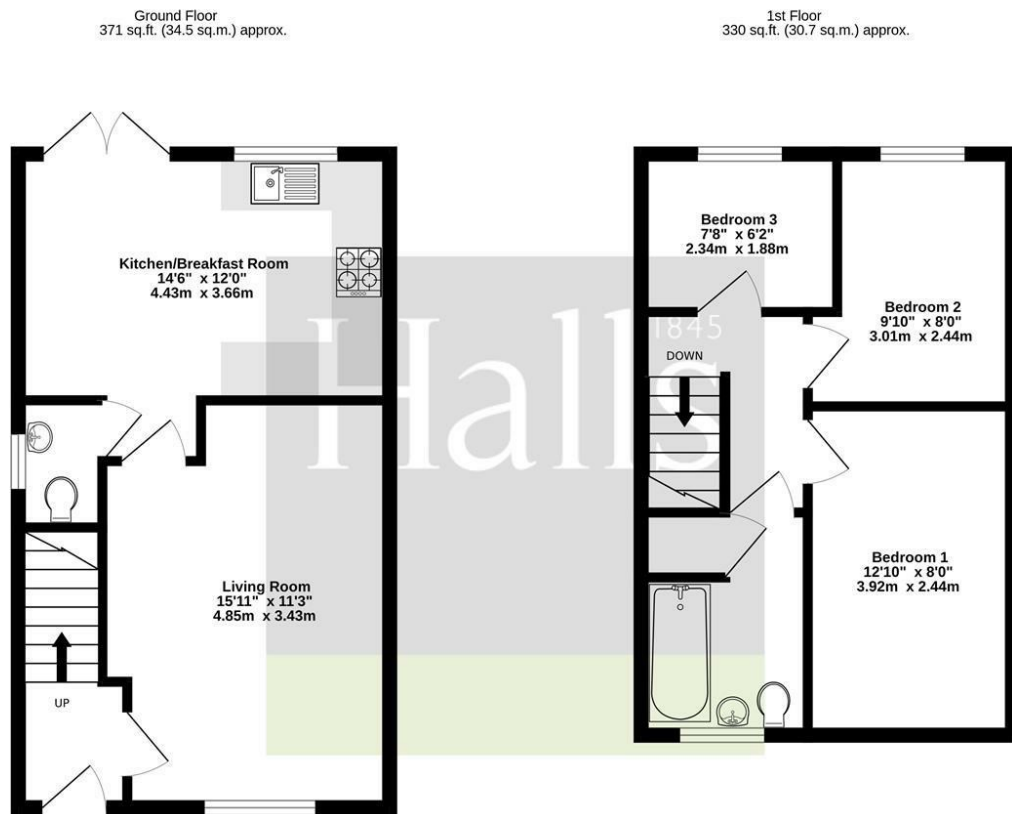 Ground Floor
371 sq.ft. (34.5 sq.m.) approx.
1st Floor
330 sq.ft. (30.7 sq.m.) approx.
Kitchen/Breakfast Room
14'6" x 12'0"
4.43m x 3.66m
Living Room
15'11" x 11'3"
4.85m x 3.43m
UP
Bedroom 3
7'8" x 6'2"
2.34m x 1.88m
Bedroom 2
9'10" x 8'0"
3.01m x 2.44m
DOWN
Bedroom 1
12'10" x 8'0"
3.92m x 2.44m
1845
Halls